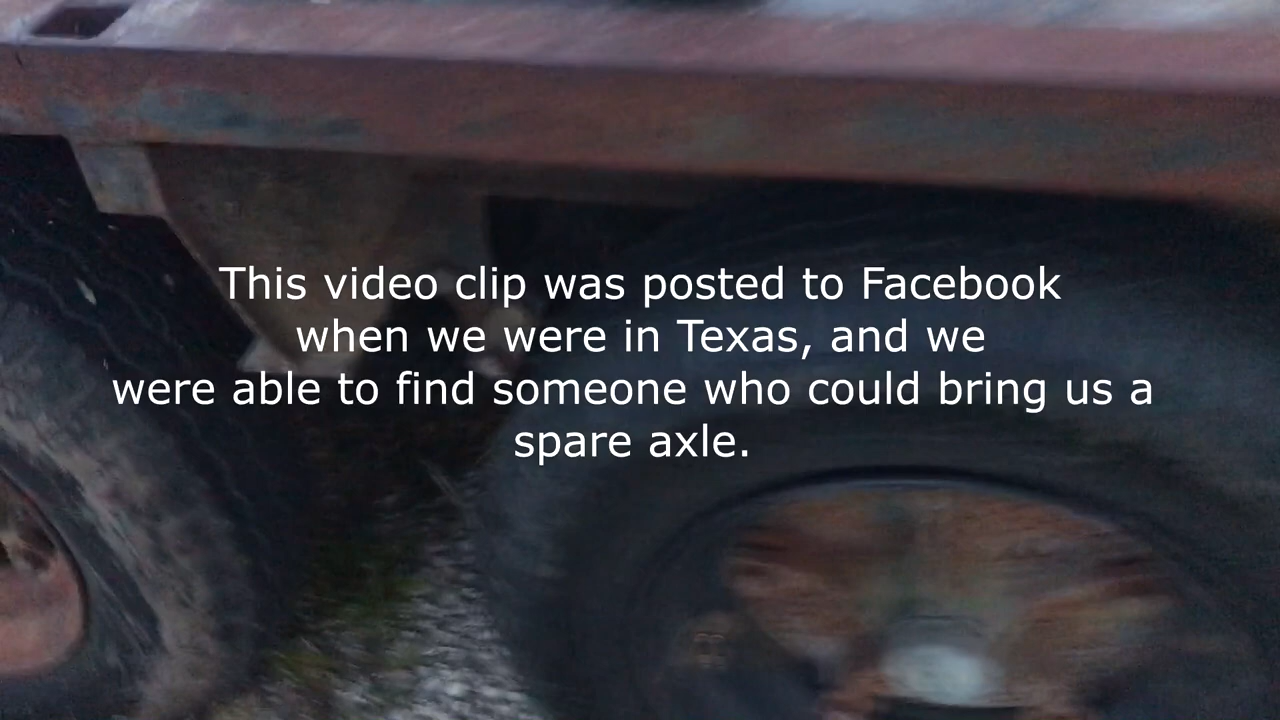 This video clip was posted to Facebook
when we were in Texas, and we
were able to find someone who could bring us a
spare axle.